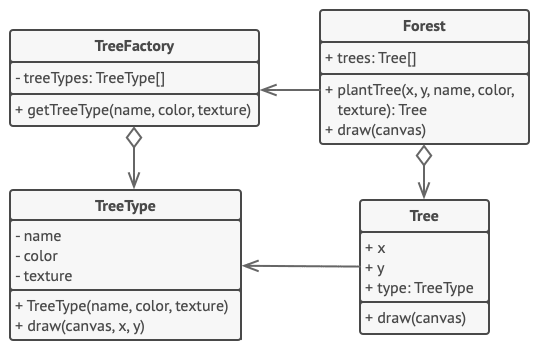 TreeFactory
- treeTypes: TreeType[]
+ getTreeType(name, color, texture)
Forest
+ trees: Tree[]
+ plantTree(x, y, name, color,
texture): Tree
+ draw(canvas)
TreeType
- name
- color
- texture
+ TreeType(name, color, texture)
+ draw(canvas, x, y)
Tree
+ x
+ y
+ type: TreeType
+ draw(canvas)